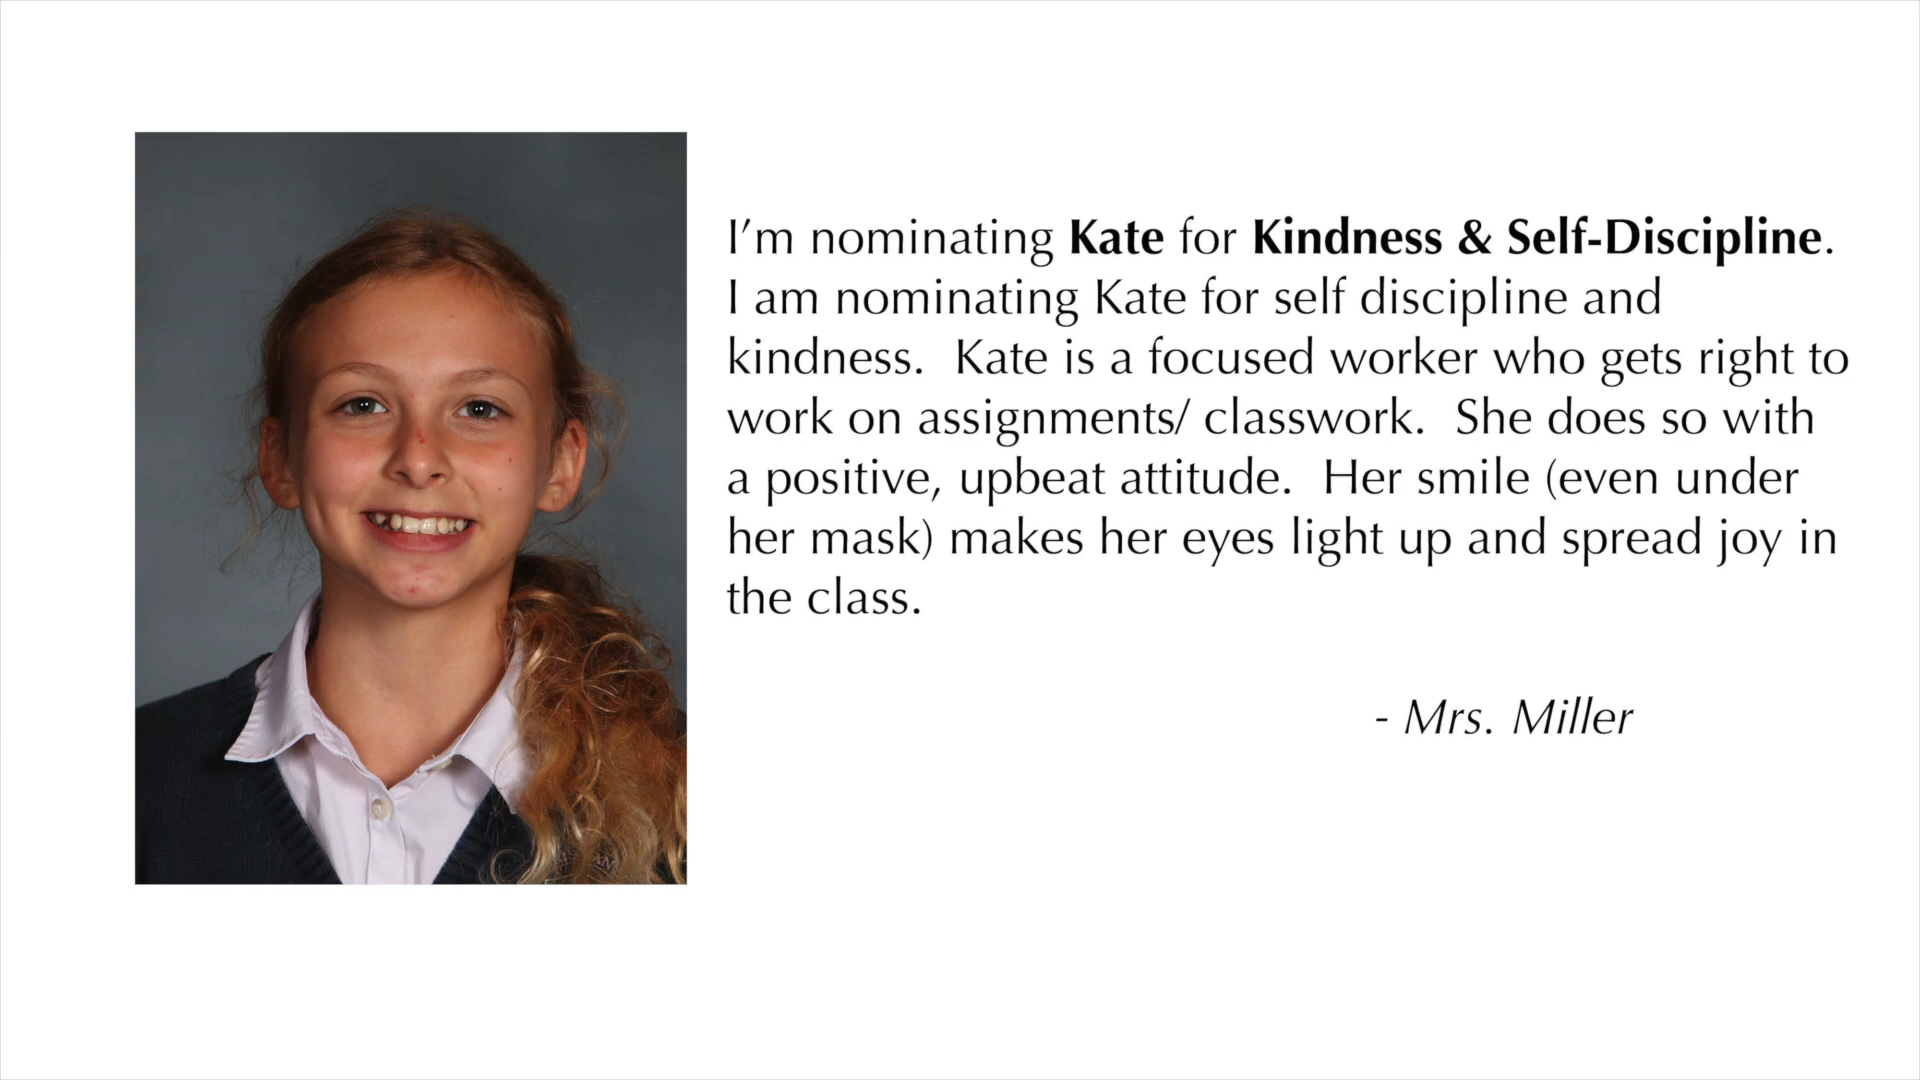 I’m nominating Kate for Kindness & Self-Discipline.
I am nominating Kate for self discipline and
kindness.  Kate is a focused worker who gets right to
work on assignments/ classwork.  She does so with
a positive, upbeat attitude.  Her smile (even under
her mask) makes her eyes light up and spread joy in
the class.
- Mrs. Miller